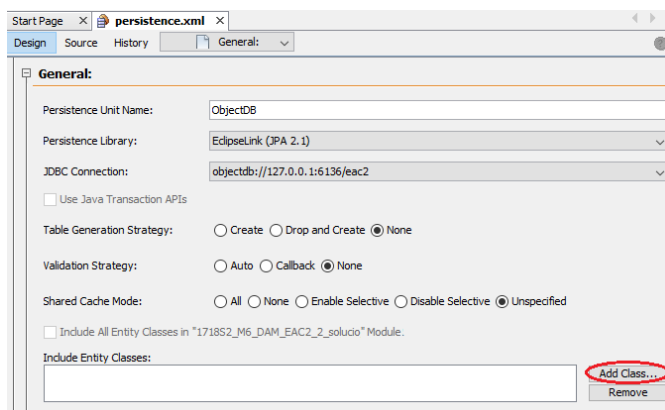 Start Page persistence.xml
Design Source History General:
General:
Persistence Unit Name: ObjectDB
Persistence Library: EclipseLink (JPA 2.1)
JDBC Connection: objectdb://127.0.0.1:6136/eac2
Use Java Transaction APIs
Table Generation Strategy: Create Drop and Create None
Validation Strategy: Auto Callback None
Shared Cache Mode: All None Enable Selective Disable Selective Unspecified
Include All Entity Classes in "1718S2_M6_DAM_EAC2_2_solucio" Module.
Include Entity Classes:
Add Class...
Remove